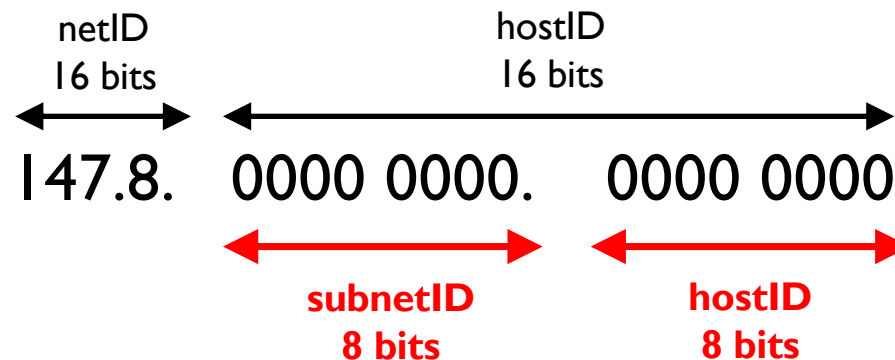 netID
16 bits
hostID
16 bits
147.8. 0000 0000. 0000 0000
subnetID
8 bits
hostID
8 bits